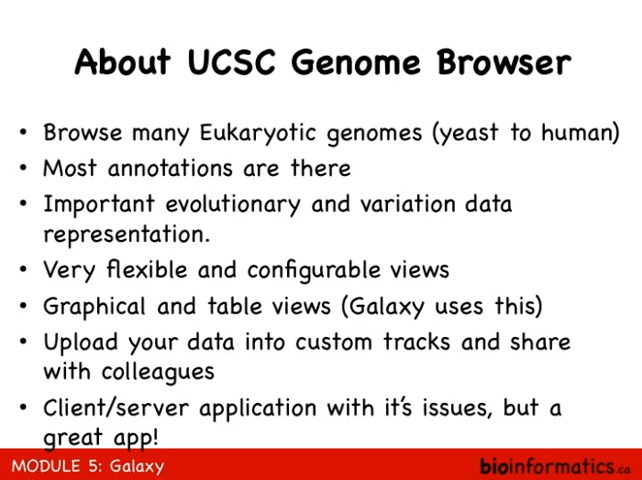 About UCSC Genome Browser
• Browse many Eukaryotic genomes (yeast to human)
• Most annotations are there
• Important evolutionary and variation data
representation.
• Very flexible and configurable views
• Graphical and table views (Galaxy uses this)
• Upload your data into custom tracks and share
with colleagues
• Client/server application with it's issues, but a
great app!
MODULE 5: Galaxy
bioinformatics.ca